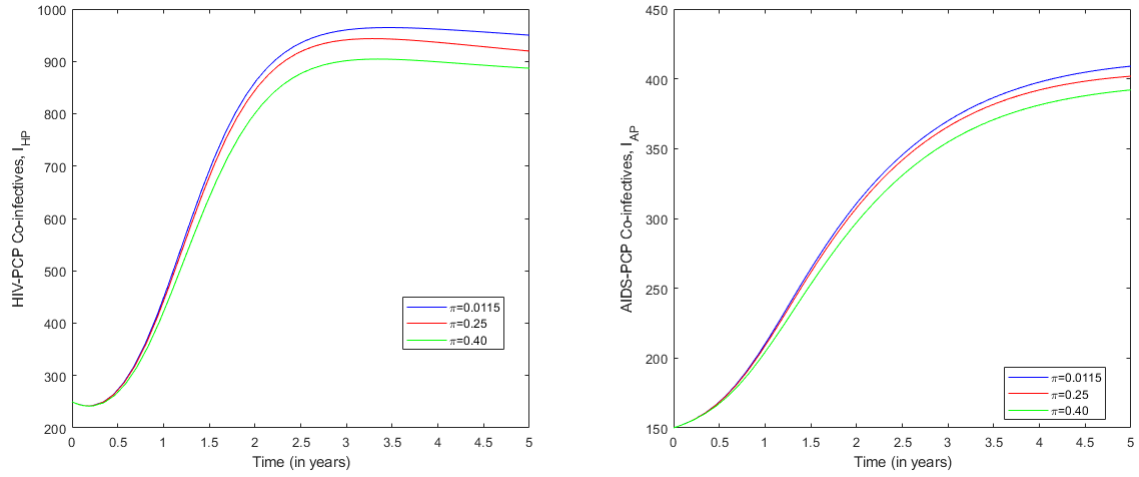 1000
900
800
700
600
500
400
300
200
HIV-PCP Co-infectives, I_HP
π=0.0115
π=0.25
π=0.40
0 0.5 1 1.5 2 2.5 3 3.5 4 4.5 5
Time (in years)
450
400
350
300
250
200
150
AIDS-PCP Co-infectives, I_AP
π=0.0115
π=0.25
π=0.40
0 0.5 1 1.5 2 2.5 3 3.5 4 4.5 5
Time (in years)